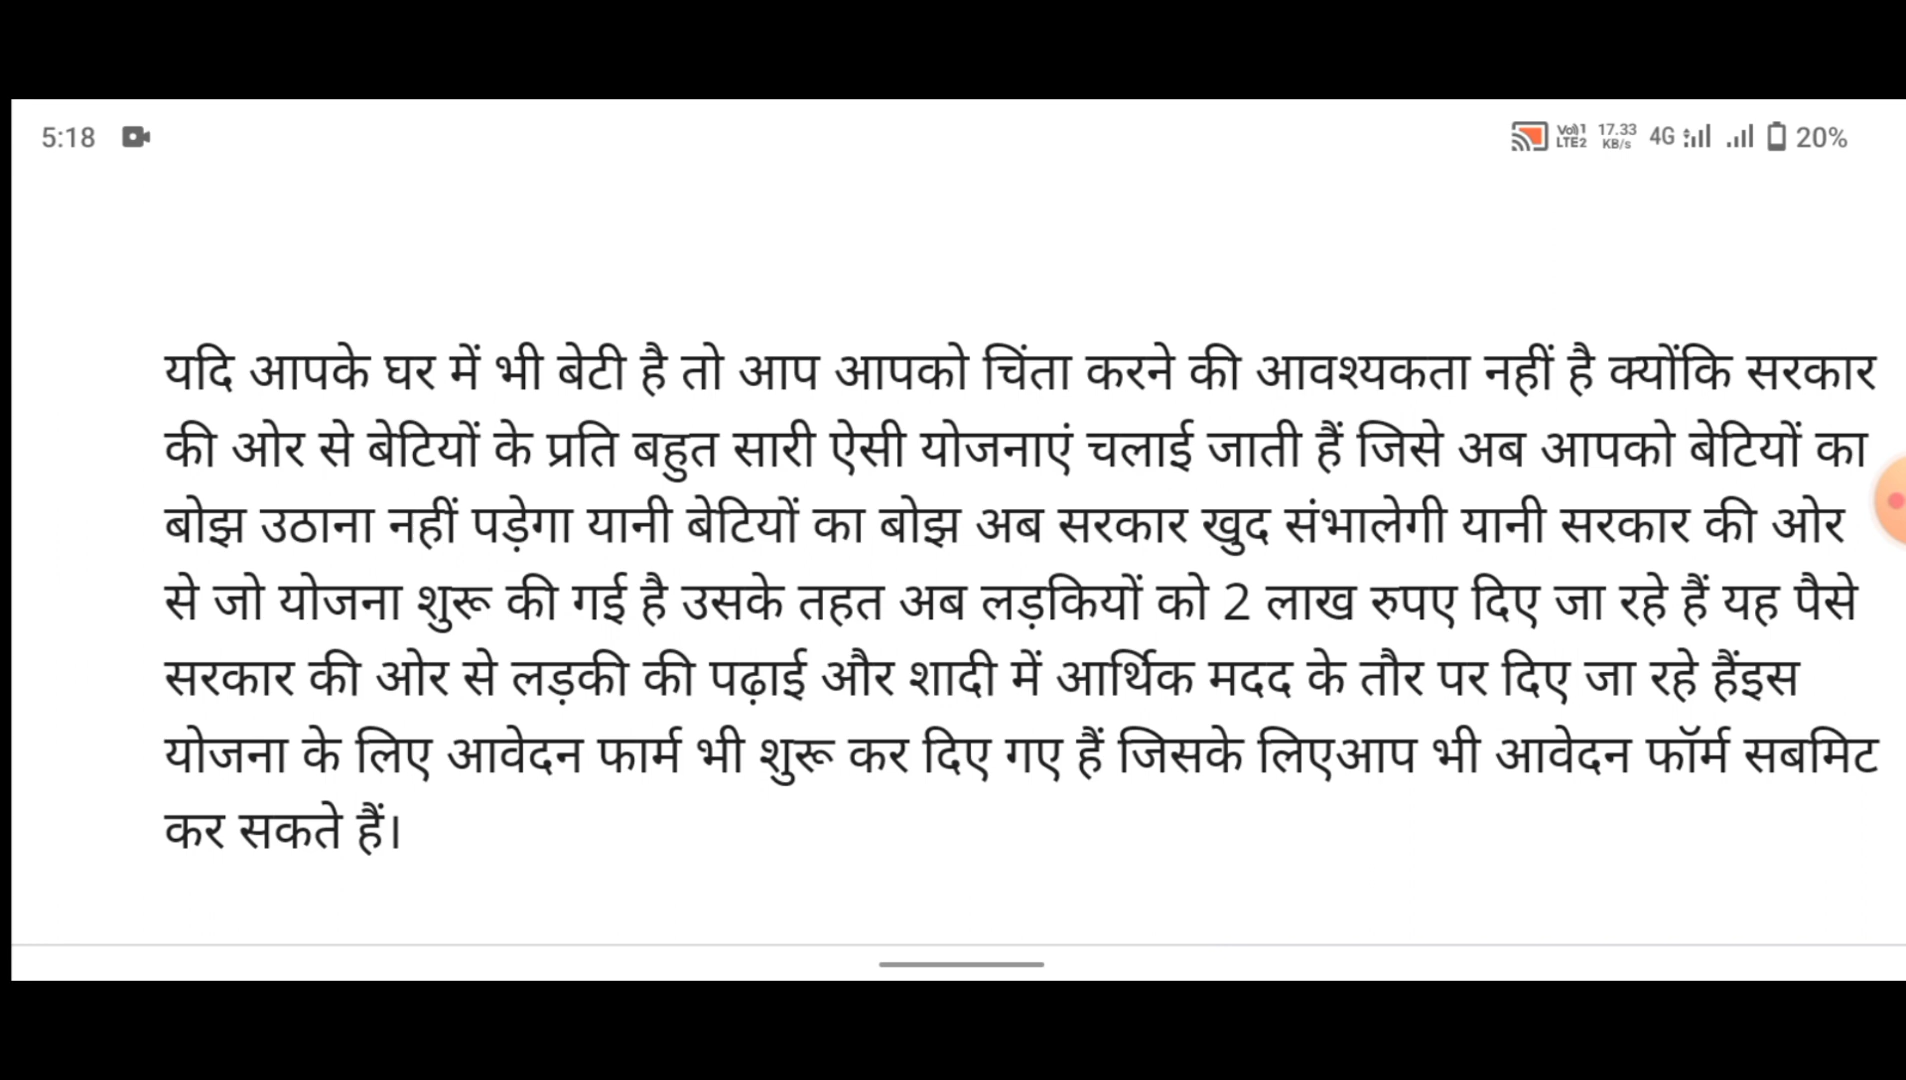 5:18 Vo)) 1 LTE2 17.33 KB/s 4G 20%
यदि आपके घर में भी बेटी है तो आप आपको चिंता करने की आवश्यकता नहीं है क्योंकि सरकार
की ओर से बेटियों के प्रति बहुत सारी ऐसी योजनाएं चलाई जाती हैं जिसे अब आपको बेटियों का
बोझ उठाना नहीं पड़ेगा यानी बेटियों का बोझ अब सरकार खुद संभालेगी यानी सरकार की ओर
से जो योजना शुरू की गई है उसके तहत अब लड़कियों को 2 लाख रुपए दिए जा रहे हैं यह पैसे
सरकार की ओर से लड़की की पढ़ाई और शादी में आर्थिक मदद के तौर पर दिए जा रहे हैंइस
योजना के लिए आवेदन फार्म भी शुरू कर दिए गए हैं जिसके लिएआप भी आवेदन फॉर्म सबमिट
कर सकते हैं।